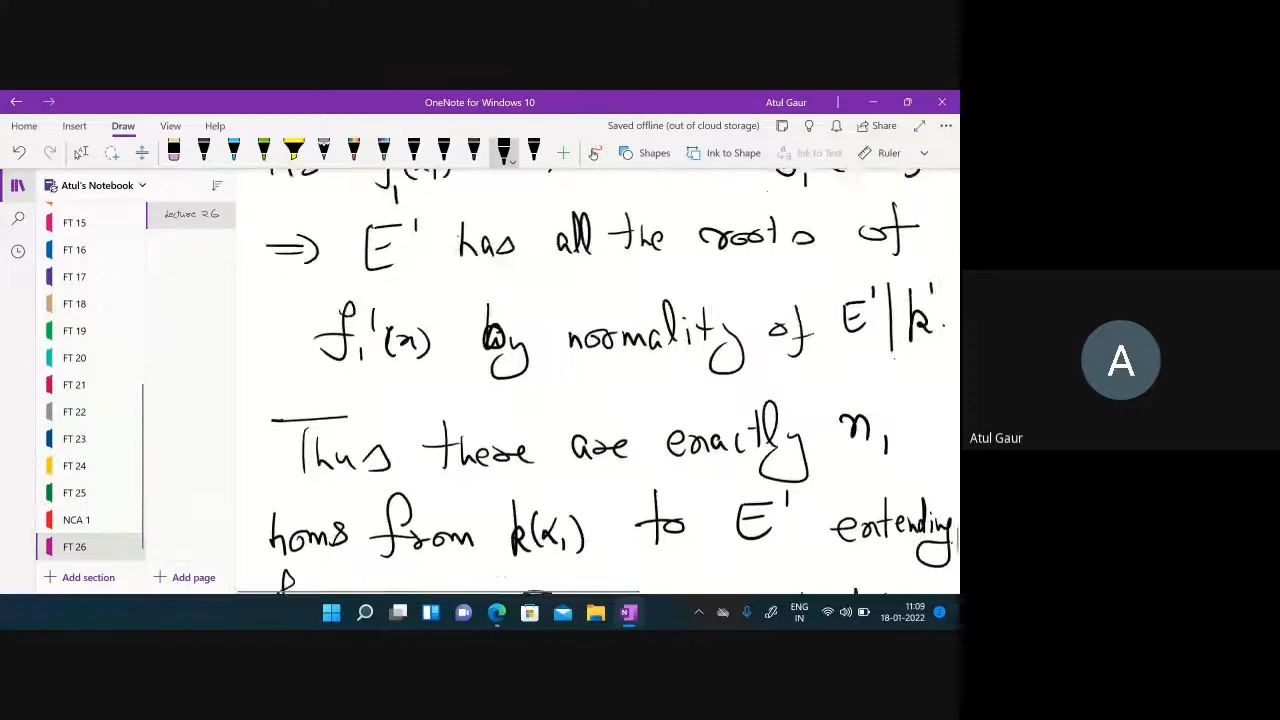 OneNote for Windows 10
Atul Gaur
Home Insert Draw View Help
Saved offline (out of cloud storage)
Share
Shapes
Ink to Shape
Ink to Text
Ruler
Atul's Notebook
Lecture 26
FT 15
FT 16
FT 17
FT 18
FT 19
FT 20
FT 21
FT 22
FT 23
FT 24
FT 25
NCA 1
FT 26
Add section
Add page
⇒ E' has all the roots of
f₁'(x) by normality of E'|k'.
Thus there are exactly n₁
homs from k(α₁) to E' extending
A
Atul Gaur
ENG
IN
11:09
18-01-2022
2